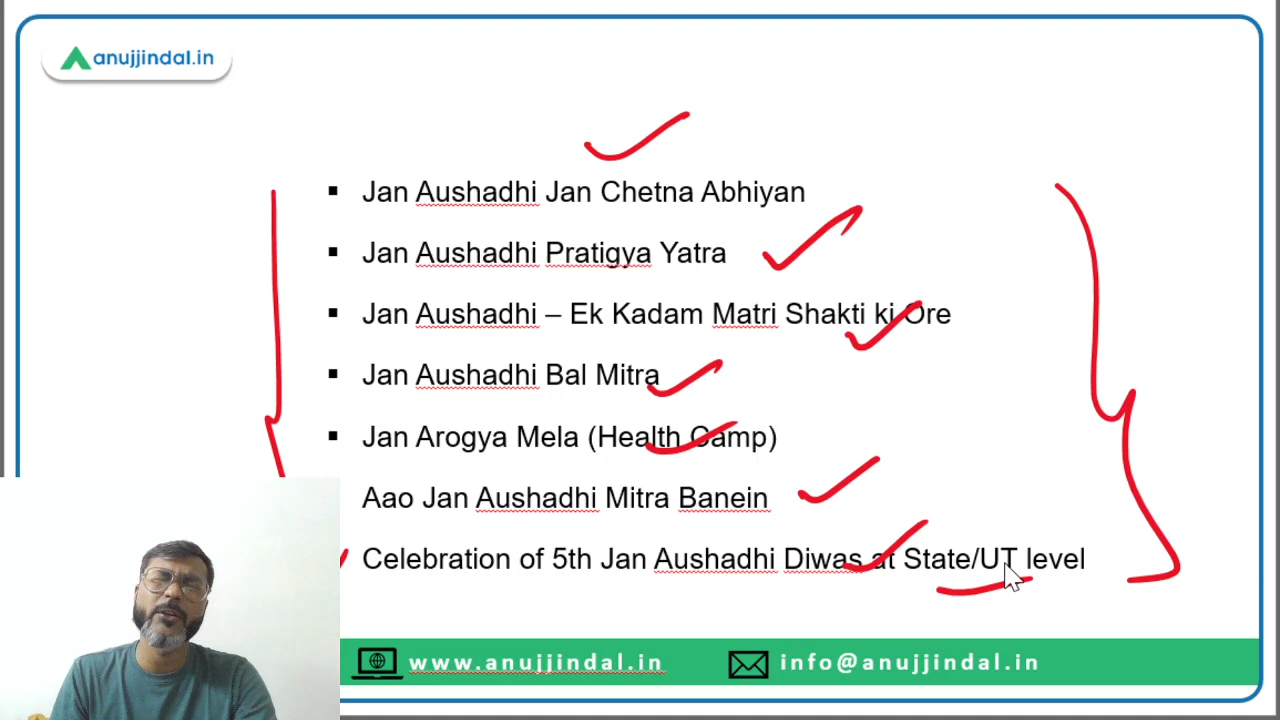 anujjindal.in
Jan Aushadhi Jan Chetna Abhiyan
Jan Aushadhi Pratigya Yatra
Jan Aushadhi – Ek Kadam Matri Shakti ki Ore
Jan Aushadhi Bal Mitra
Jan Arogya Mela (Health Camp)
Aao Jan Aushadhi Mitra Banein
Celebration of 5th Jan Aushadhi Diwas at State/UT level
www.anujjindal.in
info@anujjindal.in